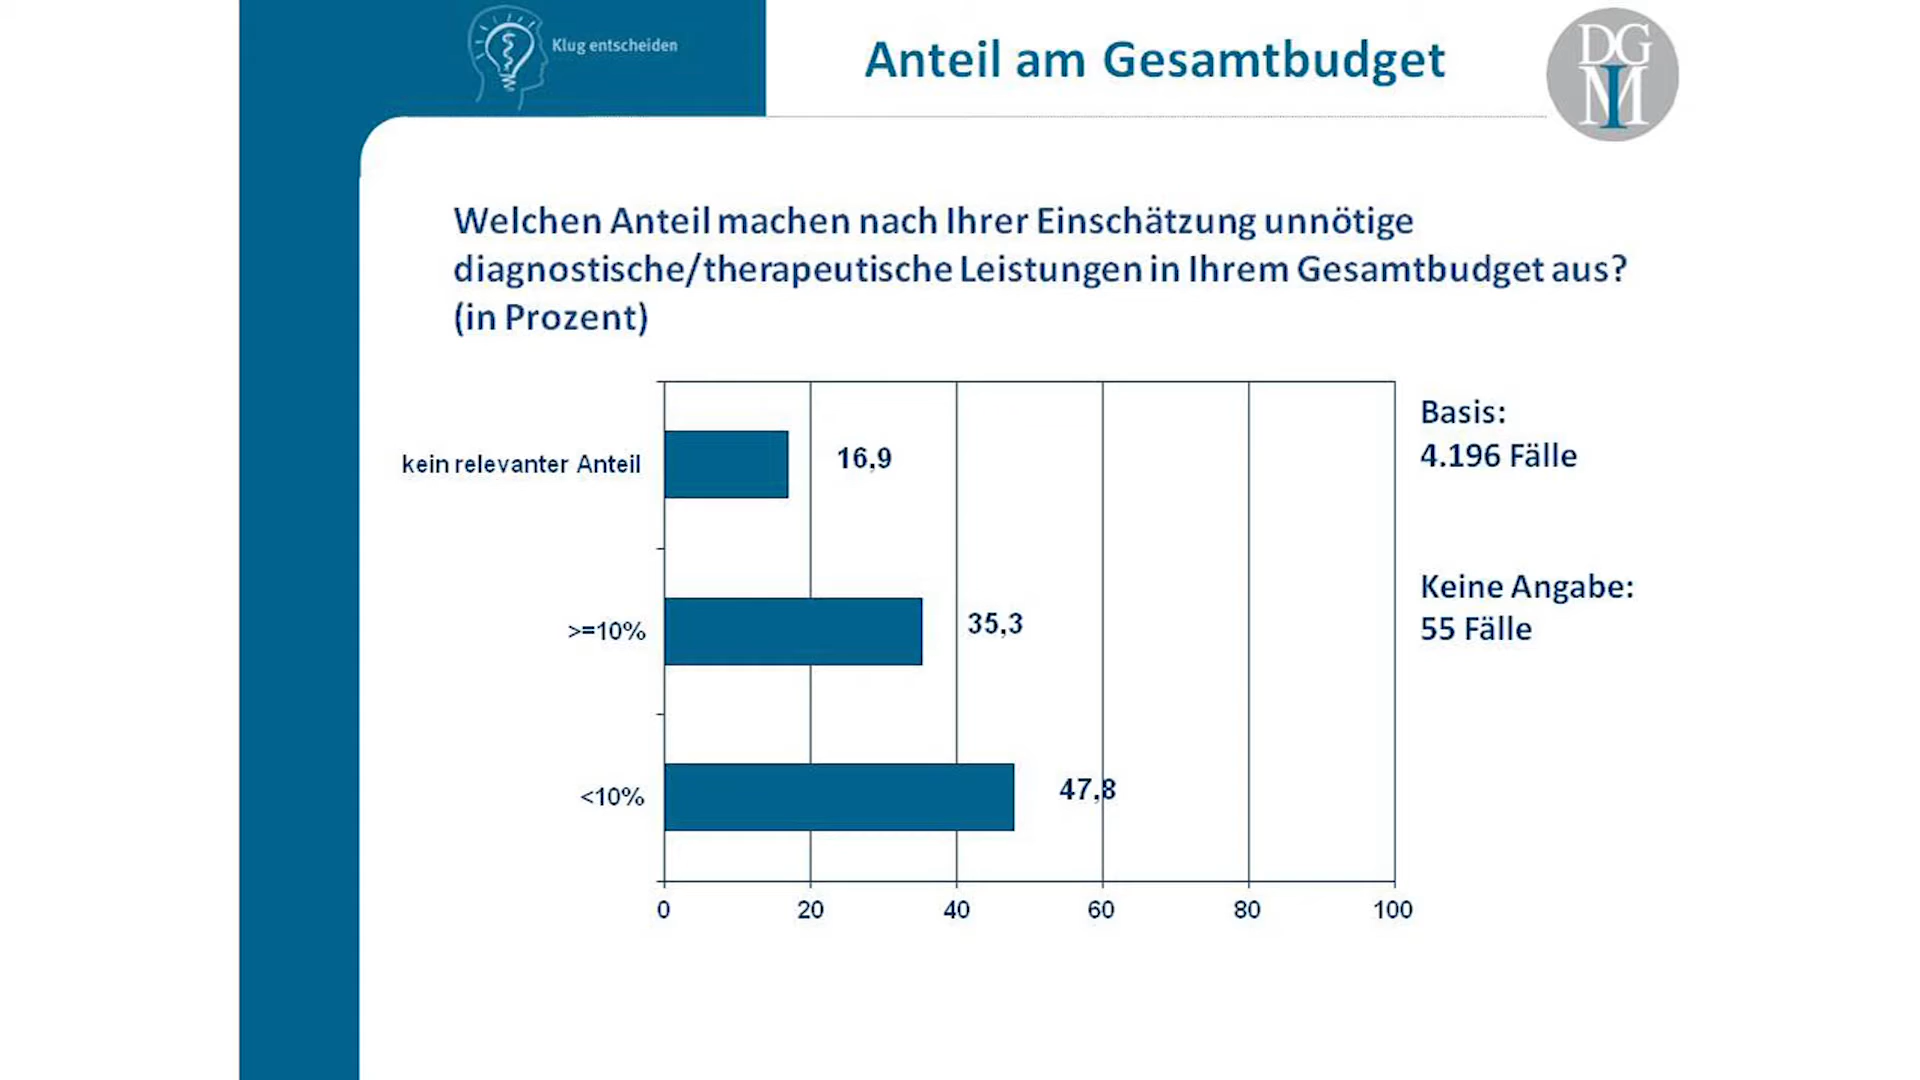 Klug entscheiden
Anteil am Gesamtbudget
DG
IM
Welchen Anteil machen nach Ihrer Einschätzung unnötige
diagnostische/therapeutische Leistungen in Ihrem Gesamtbudget aus?
(in Prozent)
kein relevanter Anteil
16,9
>=10%
35,3
<10%
47,8
0 20 40 60 80 100
Basis:
4.196 Fälle
Keine Angabe:
55 Fälle